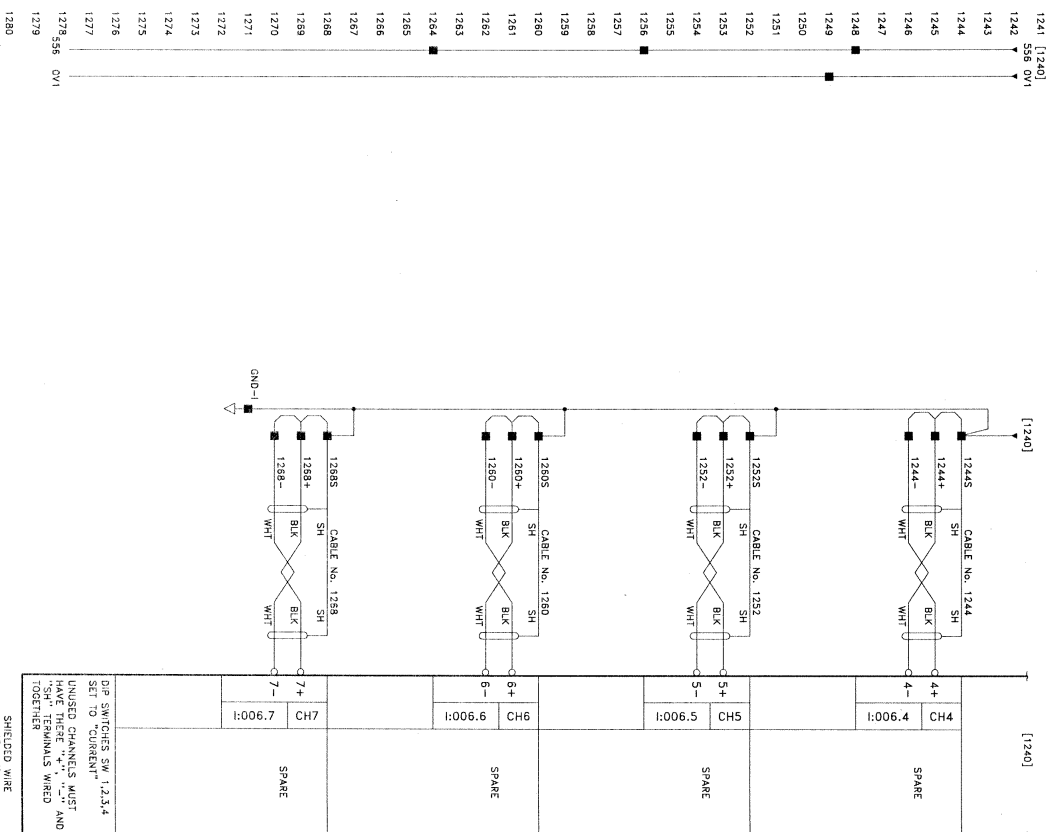 [1240]
556 0V1
1241
1242
1243
1244
1245
1246
1247
1248
1249
1250
1251
1252
1253
1254
1255
1256
1257
1258
1259
1260
1261
1262
1263
1264
1265
1266
1267
1268
1269
1270
1271
1272
1273
1274
1275
1276
1277
1278
1279
1280
556 0V1
[1240]
1244S
1244+
1244-
SH CABLE No. 1244 SH
BLK BLK
WHT WHT
1252S
1252+
1252-
SH CABLE No. 1252 SH
BLK BLK
WHT WHT
1260S
1260+
1260-
SH CABLE No. 1260 SH
BLK BLK
WHT WHT
1268S
1268+
1268-
SH CABLE No. 1268 SH
BLK BLK
WHT WHT
GND-I
[1240]
4+ CH4
4- I:006.4
SPARE
5+ CH5
5- I:006.5
SPARE
6+ CH6
6- I:006.6
SPARE
7+ CH7
7- I:006.7
SPARE
DIP SWITCHES SW 1,2,3,4
SET TO "CURRENT"
UNUSED CHANNELS MUST
HAVE THERE "+", "-" AND
"SH" TERMINALS WIRED
TOGETHER
SHIELDED WIRE